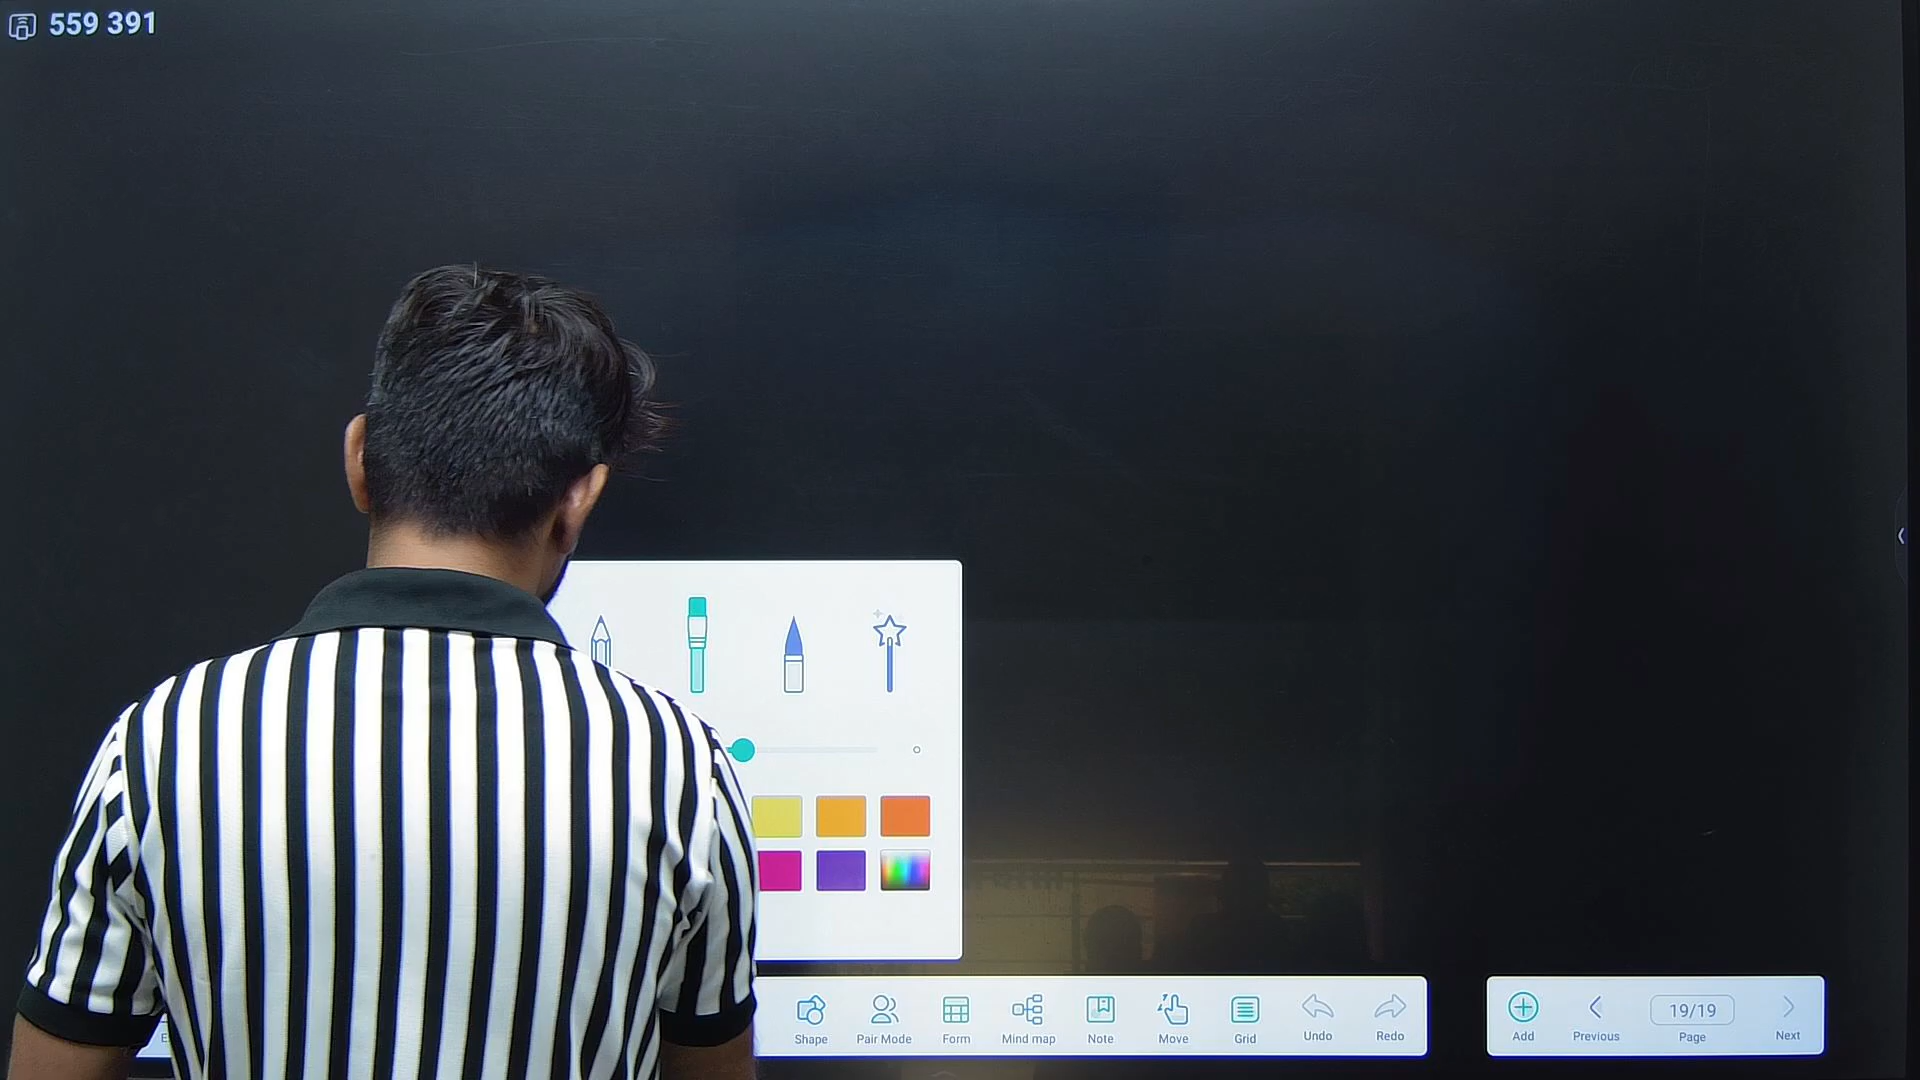 559 391
Shape Pair Mode Form Mind map Note Move Grid Undo Redo
Add Previous 19/19 Page Next